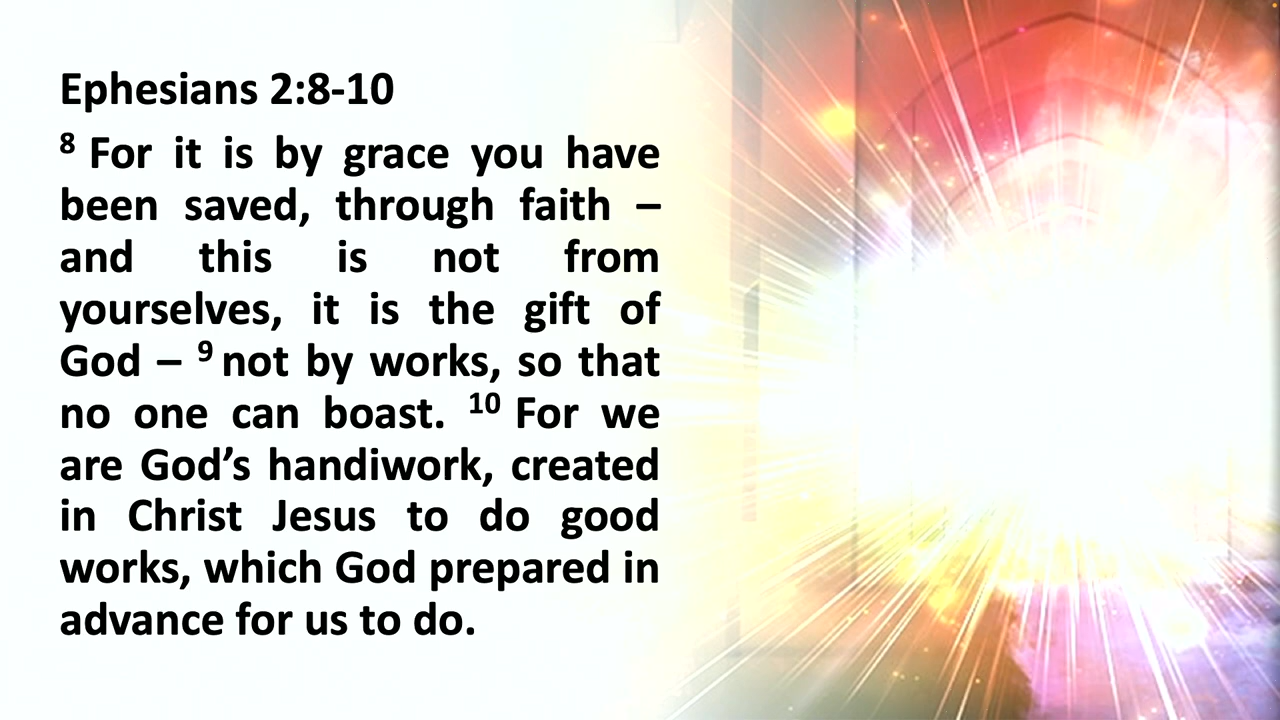 Ephesians 2:8-10
⁸ For it is by grace you have
been saved, through faith –
and this is not from
yourselves, it is the gift of
God – ⁹ not by works, so that
no one can boast. ¹⁰ For we
are God’s handiwork, created
in Christ Jesus to do good
works, which God prepared in
advance for us to do.